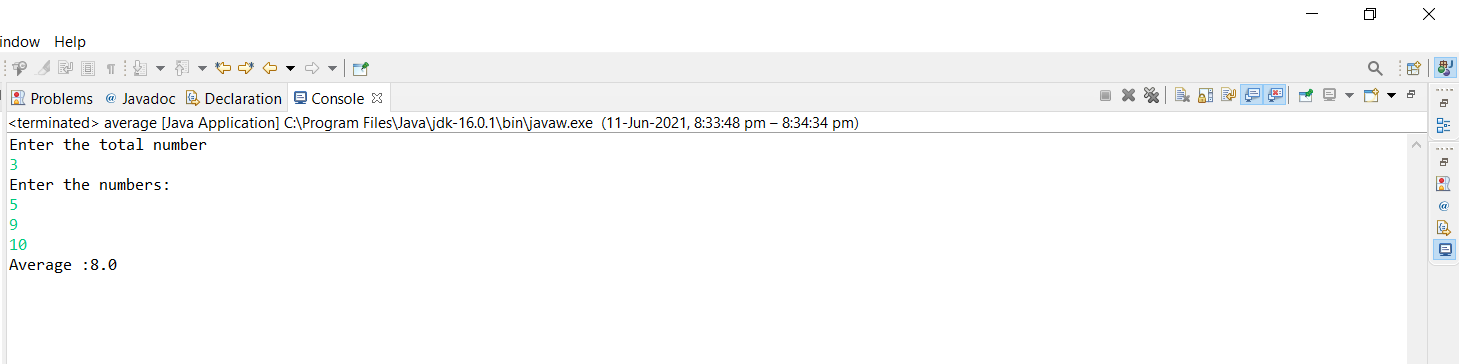 indow Help
Problems @ Javadoc Declaration Console
<terminated> average [Java Application] C:\Program Files\Java\jdk-16.0.1\bin\javaw.exe (11-Jun-2021, 8:33:48 pm – 8:34:34 pm)
Enter the total number
3
Enter the numbers:
5
9
10
Average :8.0